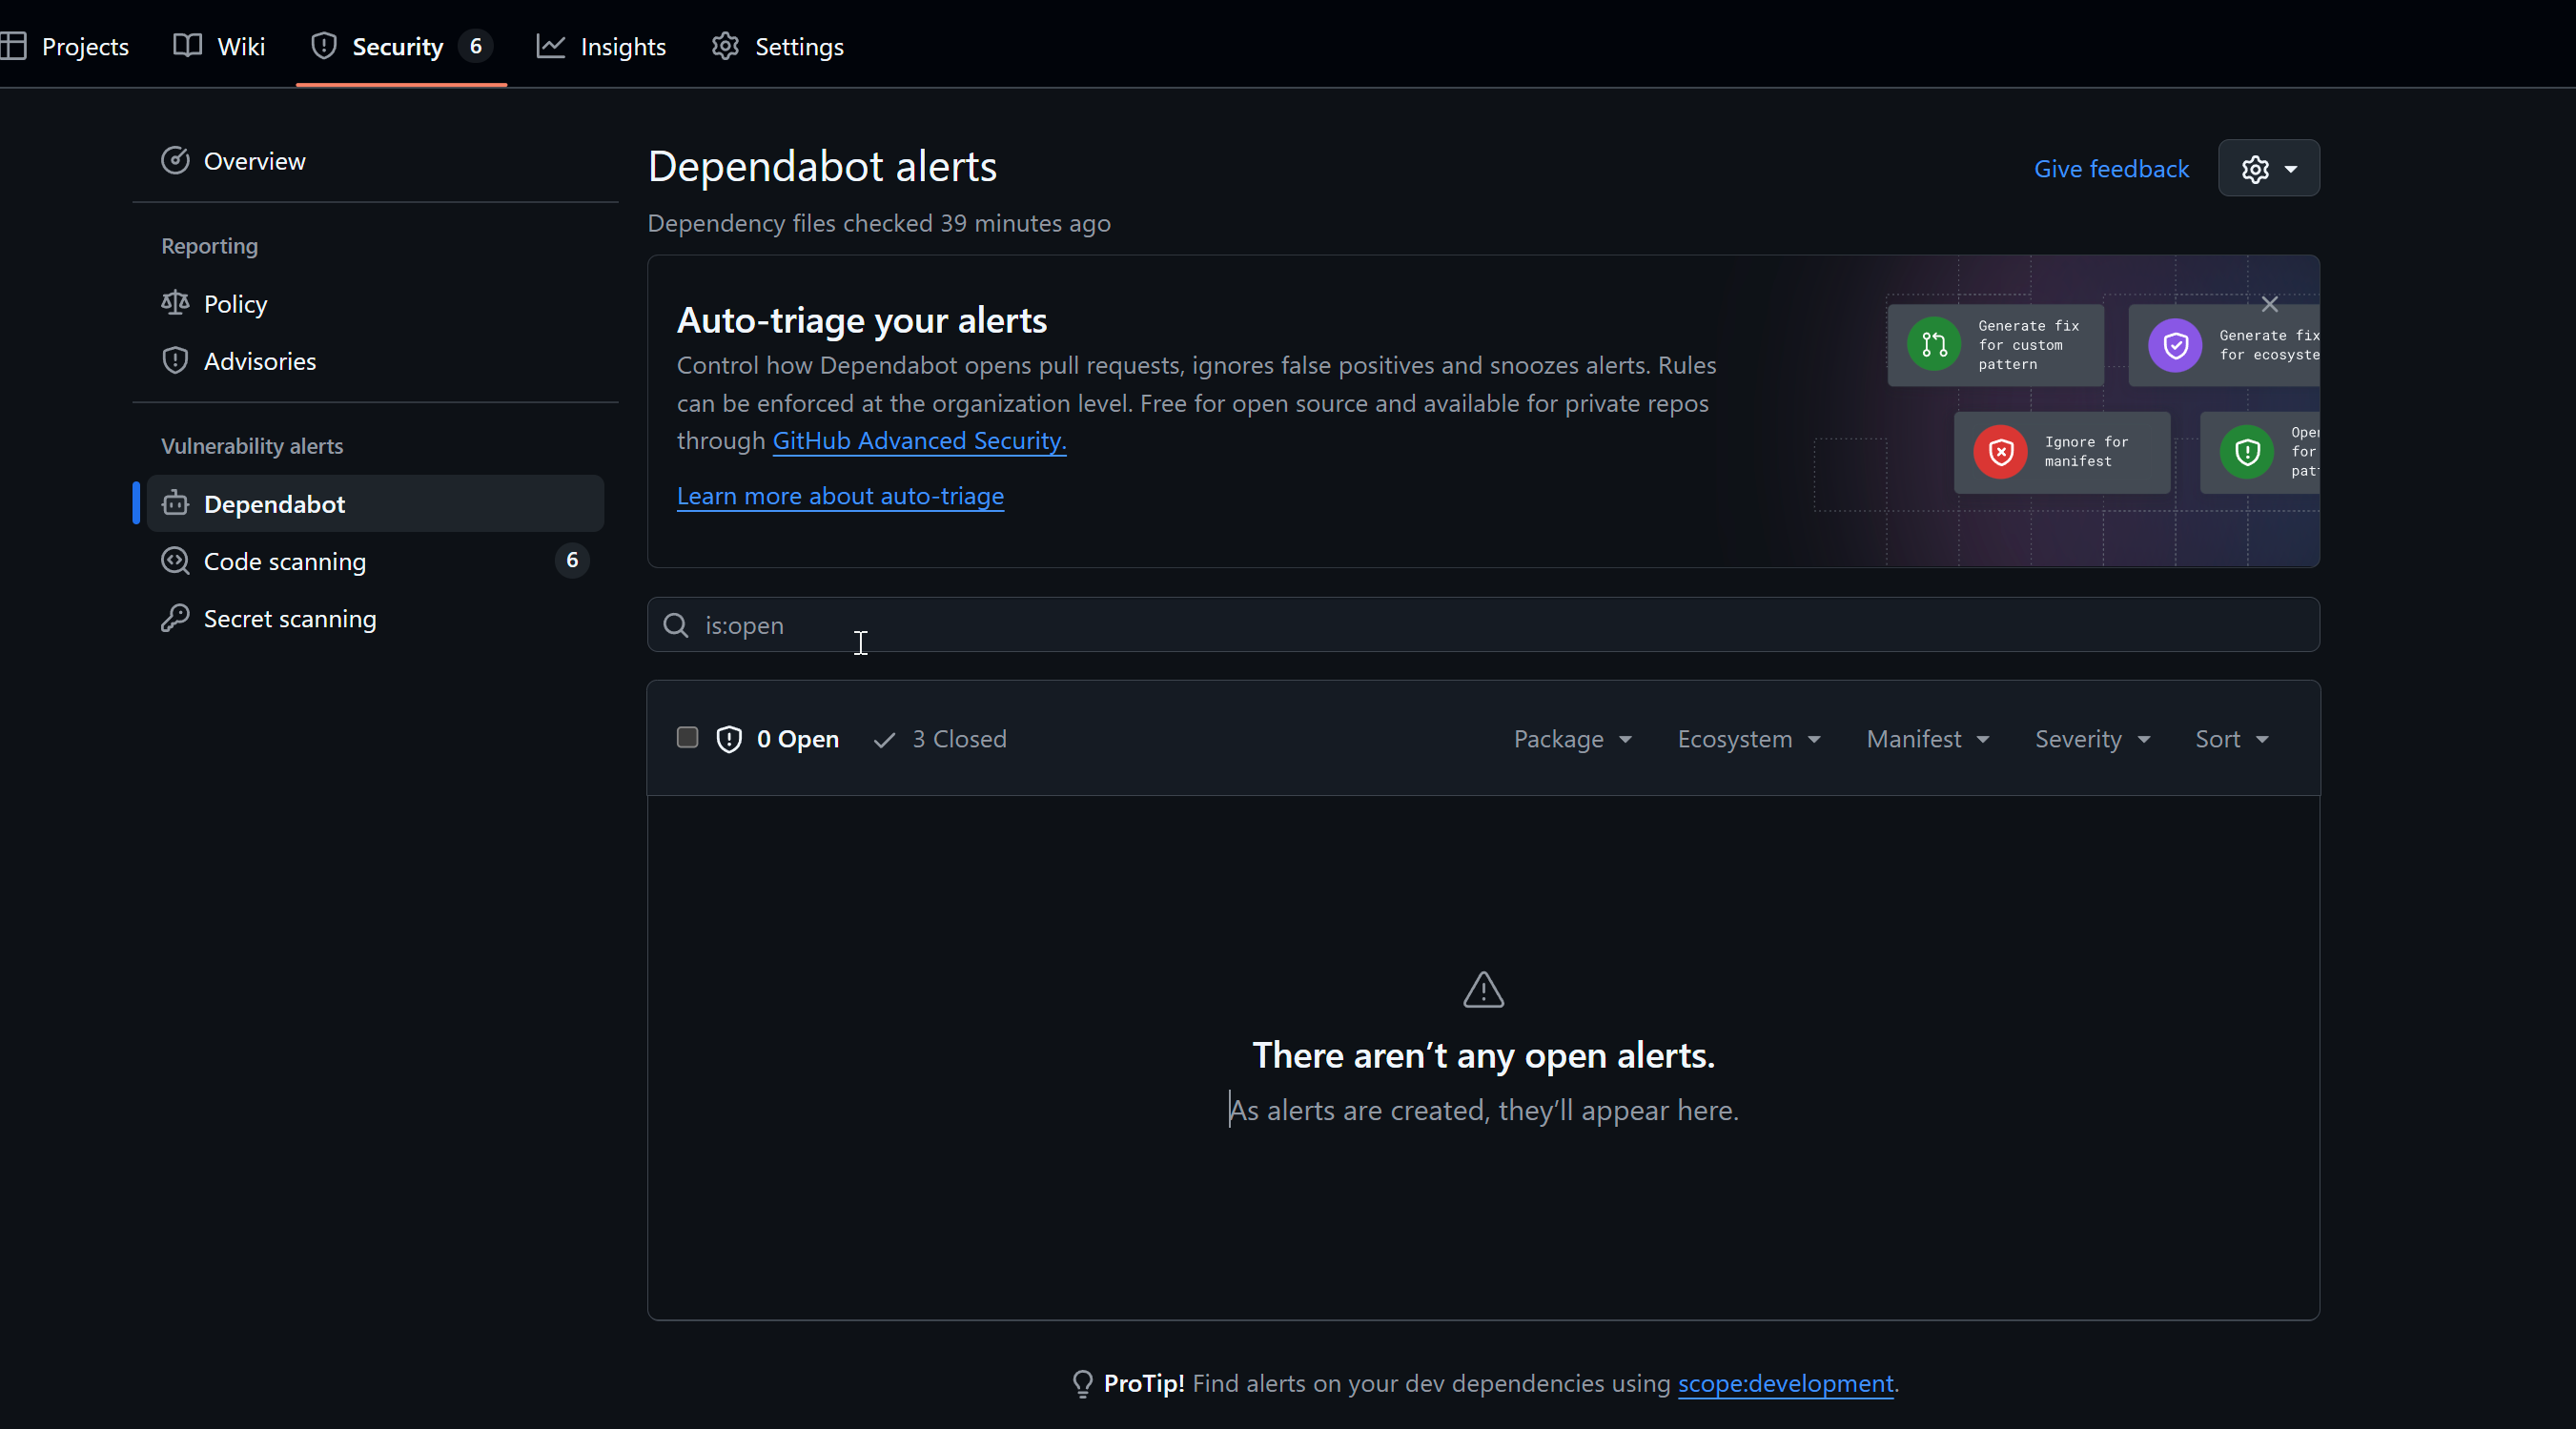 Projects Wiki Security 6 Insights Settings
Overview
Reporting
Policy
Advisories
Vulnerability alerts
Dependabot
Code scanning 6
Secret scanning
Dependabot alerts
Give feedback
Dependency files checked 39 minutes ago
Auto-triage your alerts
Control how Dependabot opens pull requests, ignores false positives and snoozes alerts. Rules
can be enforced at the organization level. Free for open source and available for private repos
through GitHub Advanced Security.
Learn more about auto-triage
Generate fix
for custom
pattern
Generate fix
for ecosyste
Ignore for
manifest
Oper
for
pat
is:open
0 Open 3 Closed Package Ecosystem Manifest Severity Sort
There aren’t any open alerts.
As alerts are created, they’ll appear here.
ProTip! Find alerts on your dev dependencies using scope:development.